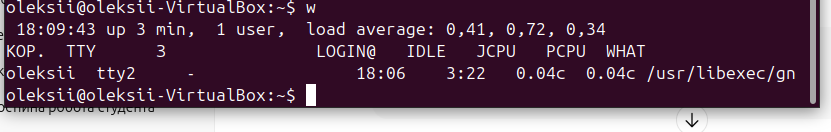 oleksii@oleksii-VirtualBox:~$ w
 18:09:43 up 3 min,  1 user,  load average: 0,41, 0,72, 0,34
КОР.  TTY      З                LOGIN@   IDLE   JCPU   PCPU  WHAT
oleksii  tty2     -                18:06    3:22   0.04c  0.04c /usr/libexec/gn
oleksii@oleksii-VirtualBox:~$
робота студента